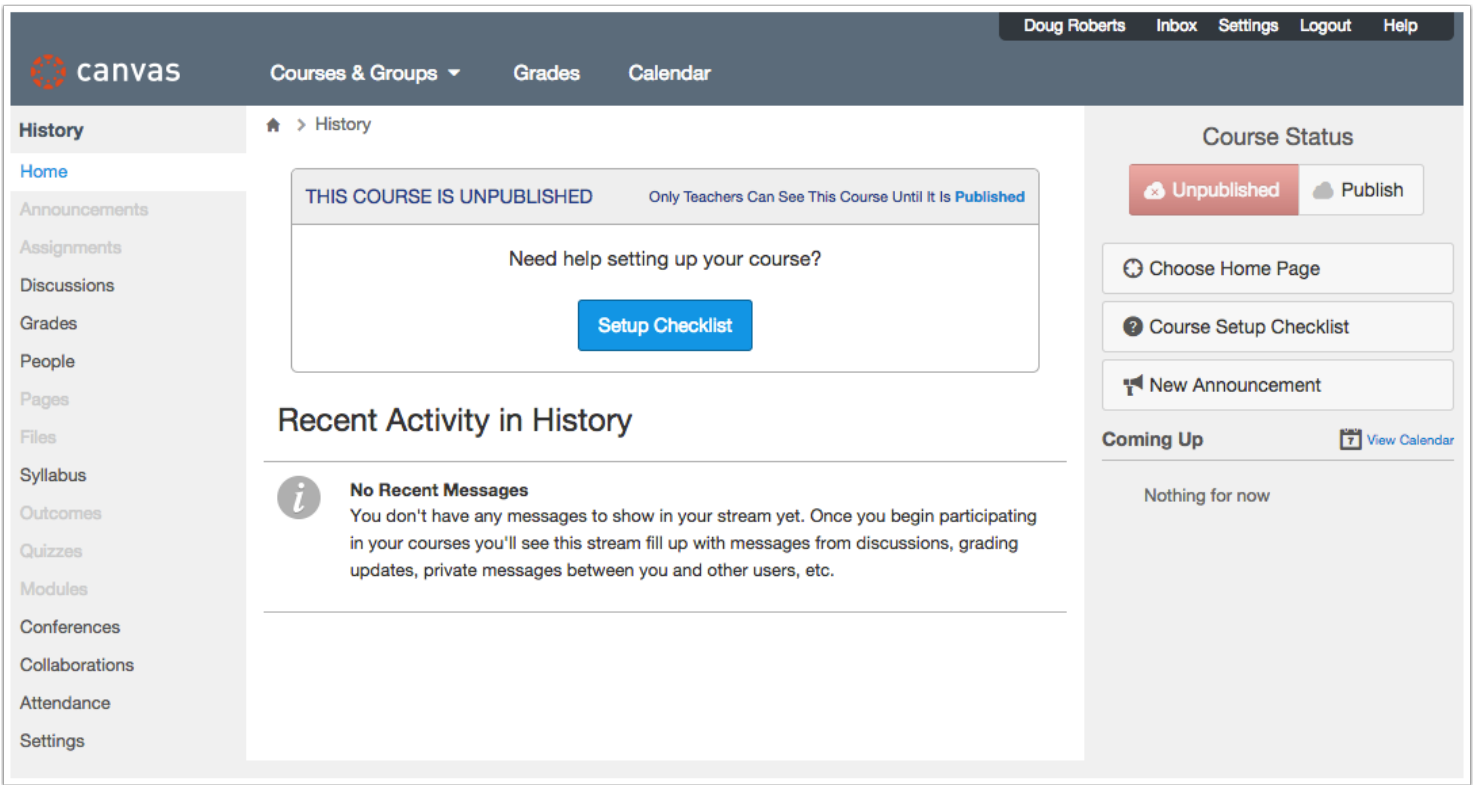 Doug Roberts Inbox Settings Logout Help
canvas Courses & Groups Grades Calendar
History
Home
Announcements
Assignments
Discussions
Grades
People
Pages
Files
Syllabus
Outcomes
Quizzes
Modules
Conferences
Collaborations
Attendance
Settings
> History
THIS COURSE IS UNPUBLISHED Only Teachers Can See This Course Until It Is Published
Need help setting up your course?
Setup Checklist
Recent Activity in History
i
No Recent Messages
You don't have any messages to show in your stream yet. Once you begin participating
in your courses you'll see this stream fill up with messages from discussions, grading
updates, private messages between you and other users, etc.
Course Status
Unpublished Publish
Choose Home Page
? Course Setup Checklist
New Announcement
Coming Up 7 View Calendar
Nothing for now